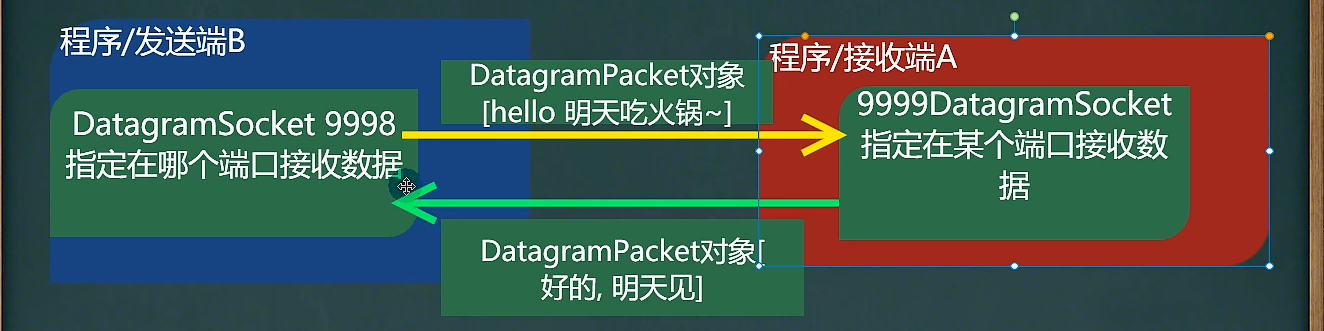 程序/发送端B
DatagramSocket 9998
指定在哪个端口接收数据
DatagramPacket对象
[hello 明天吃火锅~]
程序/接收端A
9999DatagramSocket
指定在某个端口接收数
据
DatagramPacket对象[
好的, 明天见]